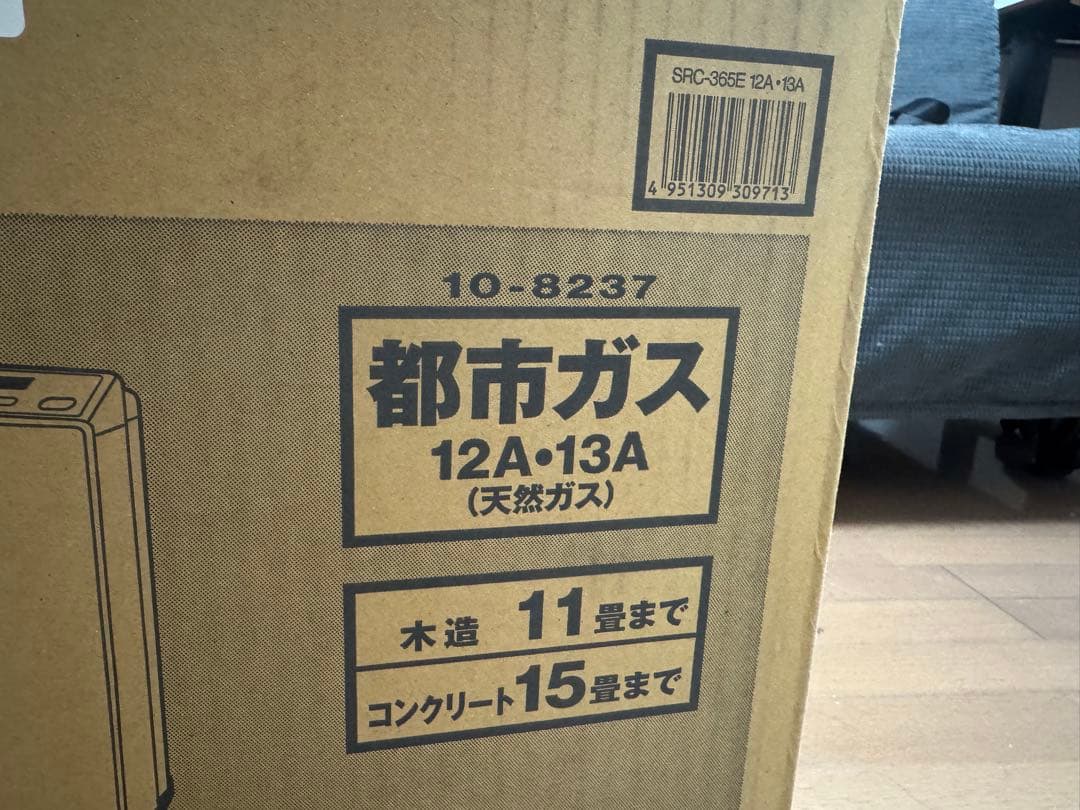 SRC-365E 12A・13A
4 951309 309713
10-8237
都市ガス
12A・13A
(天然ガス)
木造 11畳まで
コンクリート15畳まで